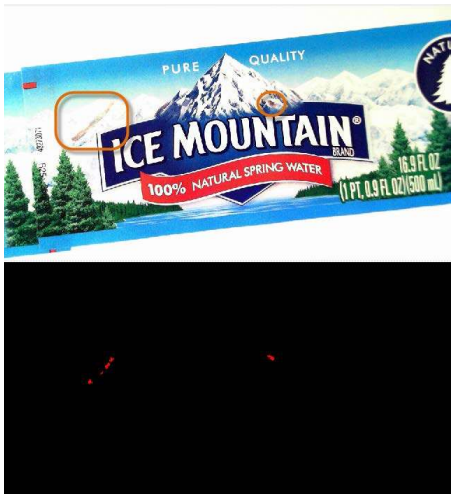 PURE QUALITY
NATU
ICE MOUNTAIN®
BRAND
100% NATURAL SPRING WATER
16.9 FL OZ
(1 PT, 0.9 FL OZ)(500 mL)